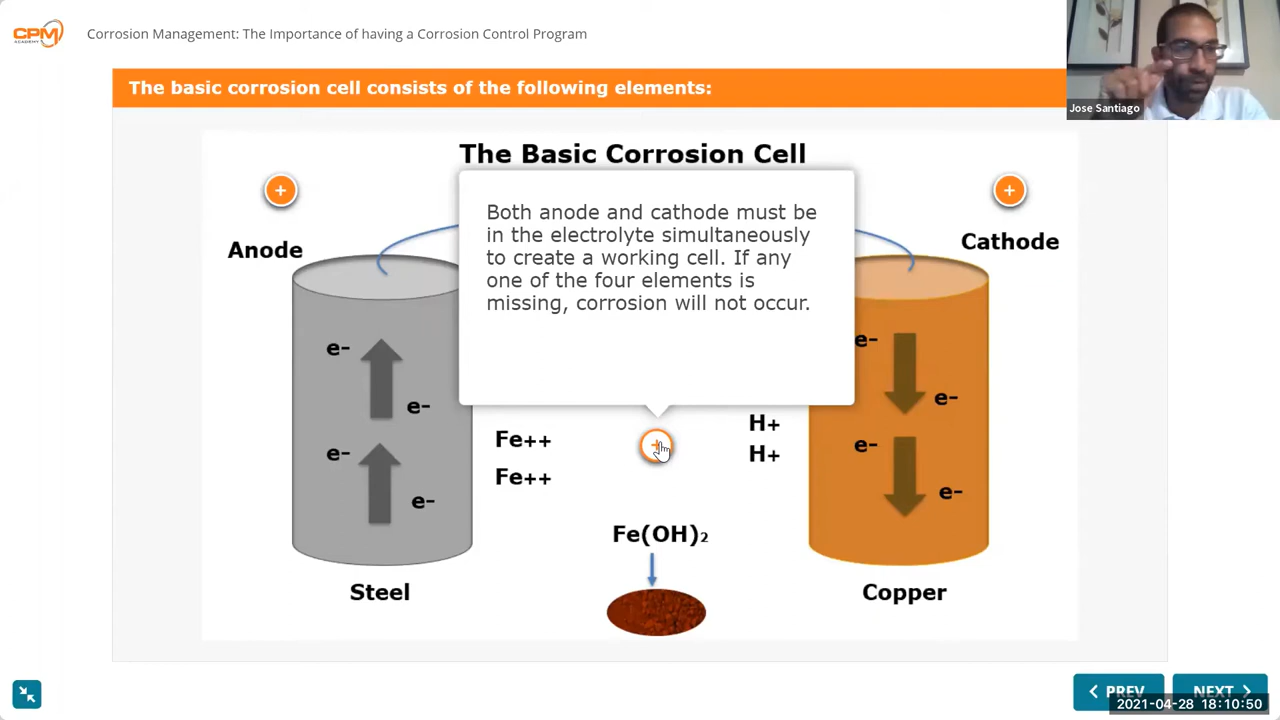 CPM
ACADEMY
Corrosion Management: The Importance of having a Corrosion Control Program
Jose Santiago
The basic corrosion cell consists of the following elements:
The Basic Corrosion Cell
+
+
Anode
Cathode
Both anode and cathode must be
in the electrolyte simultaneously
to create a working cell. If any
one of the four elements is
missing, corrosion will not occur.
e-
e-
e-
e-
e-
e-
e-
e-
Fe++
Fe++
H+
H+
+
Fe(OH)₂
Steel
Copper
PREV
NEXT
2021-04-28 18:10:50